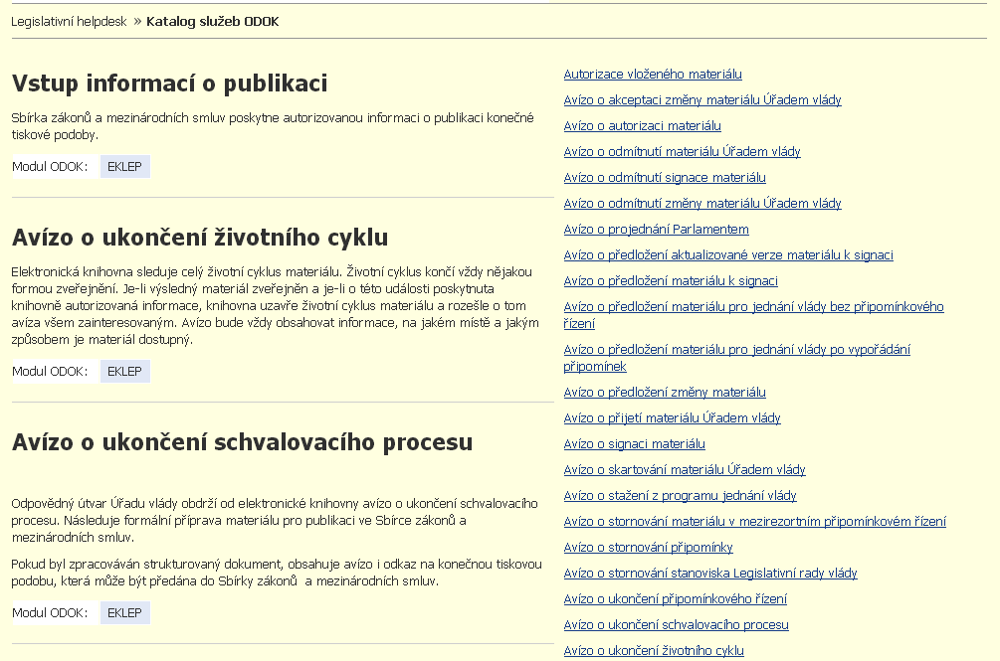 Legislativní helpdesk » Katalog služeb ODOK
Vstup informací o publikaci
Sbírka zákonů a mezinárodních smluv poskytne autorizovanou informaci o publikaci konečné
tiskové podoby.
Modul ODOK: EKLEP
Avízo o ukončení životního cyklu
Elektronická knihovna sleduje celý životní cyklus materiálu. Životní cyklus končí vždy nějakou
formou zveřejnění. Je-li výsledný materiál zveřejněn a je-li o této události poskytnuta
knihovně autorizovaná informace, knihovna uzavře životní cyklus materiálu a rozešle o tom
avíza všem zainteresovaným. Avízo bude vždy obsahovat informace, na jakém místě a jakým
způsobem je materiál dostupný.
Modul ODOK: EKLEP
Avízo o ukončení schvalovacího procesu
Odpovědný útvar Úřadu vlády obdrží od elektronické knihovny avízo o ukončení schvalovacího
procesu. Následuje formální příprava materiálu pro publikaci ve Sbírce zákonů a
mezinárodních smluv.
Pokud byl zpracováván strukturovaný dokument, obsahuje avízo i odkaz na konečnou tiskovou
podobu, která může být předána do Sbírky zákonů  a mezinárodních smluv.
Modul ODOK: EKLEP
Autorizace vloženého materiálu
Avízo o akceptaci změny materiálu Úřadem vlády
Avízo o autorizaci materiálu
Avízo o odmítnutí materiálu Úřadem vlády
Avízo o odmítnutí signace materiálu
Avízo o odmítnutí změny materiálu Úřadem vlády
Avízo o projednání Parlamentem
Avízo o předložení aktualizované verze materiálu k signaci
Avízo o předložení materiálu k signaci
Avízo o předložení materiálu pro jednání vlády bez připomínkového
řízení
Avízo o předložení materiálu pro jednání vlády po vypořádání
připomínek
Avízo o předložení změny materiálu
Avízo o přijetí materiálu Úřadem vlády
Avízo o signaci materiálu
Avízo o skartování materiálu Úřadem vlády
Avízo o stažení z programu jednání vlády
Avízo o stornování materiálu v mezirezortním připomínkovém řízení
Avízo o stornování připomínky
Avízo o stornování stanoviska Legislativní rady vlády
Avízo o ukončení připomínkového řízení
Avízo o ukončení schvalovacího procesu
Avízo o ukončení životního cyklu